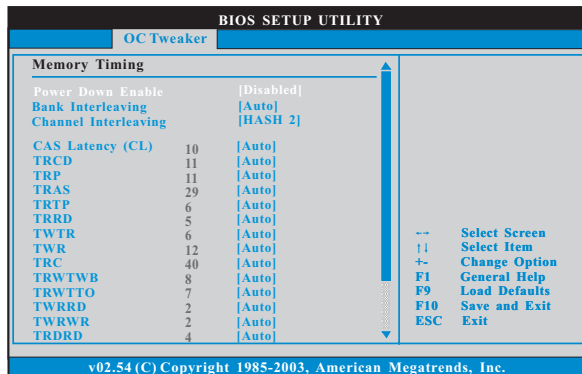 BIOS SETUP UTILITY
OC Tweaker
Memory Timing
Power Down Enable [Disabled]
Bank Interleaving [Auto]
Channel Interleaving [HASH 2]
CAS Latency (CL) 10 [Auto]
TRCD 11 [Auto]
TRP 11 [Auto]
TRAS 29 [Auto]
TRTP 6 [Auto]
TRRD 5 [Auto]
TWTR 6 [Auto]
TWR 12 [Auto]
TRC 40 [Auto]
TRWTWB 8 [Auto]
TRWTTO 7 [Auto]
TWRRD 2 [Auto]
TWRWR 2 [Auto]
TRDRD 4 [Auto]
←→ Select Screen
↑↓ Select Item
+- Change Option
F1 General Help
F9 Load Defaults
F10 Save and Exit
ESC Exit
v02.54 (C) Copyright 1985-2003, American Megatrends, Inc.